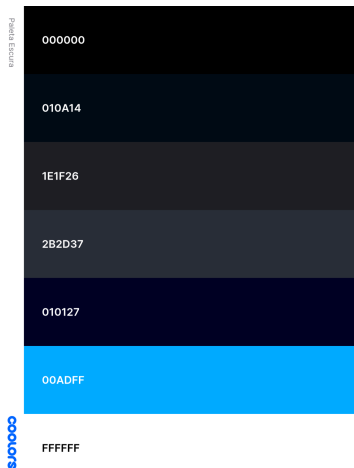 Paleta Escura
000000
010A14
1E1F26
2B2D37
010127
00ADFF
FFFFFF
coolors